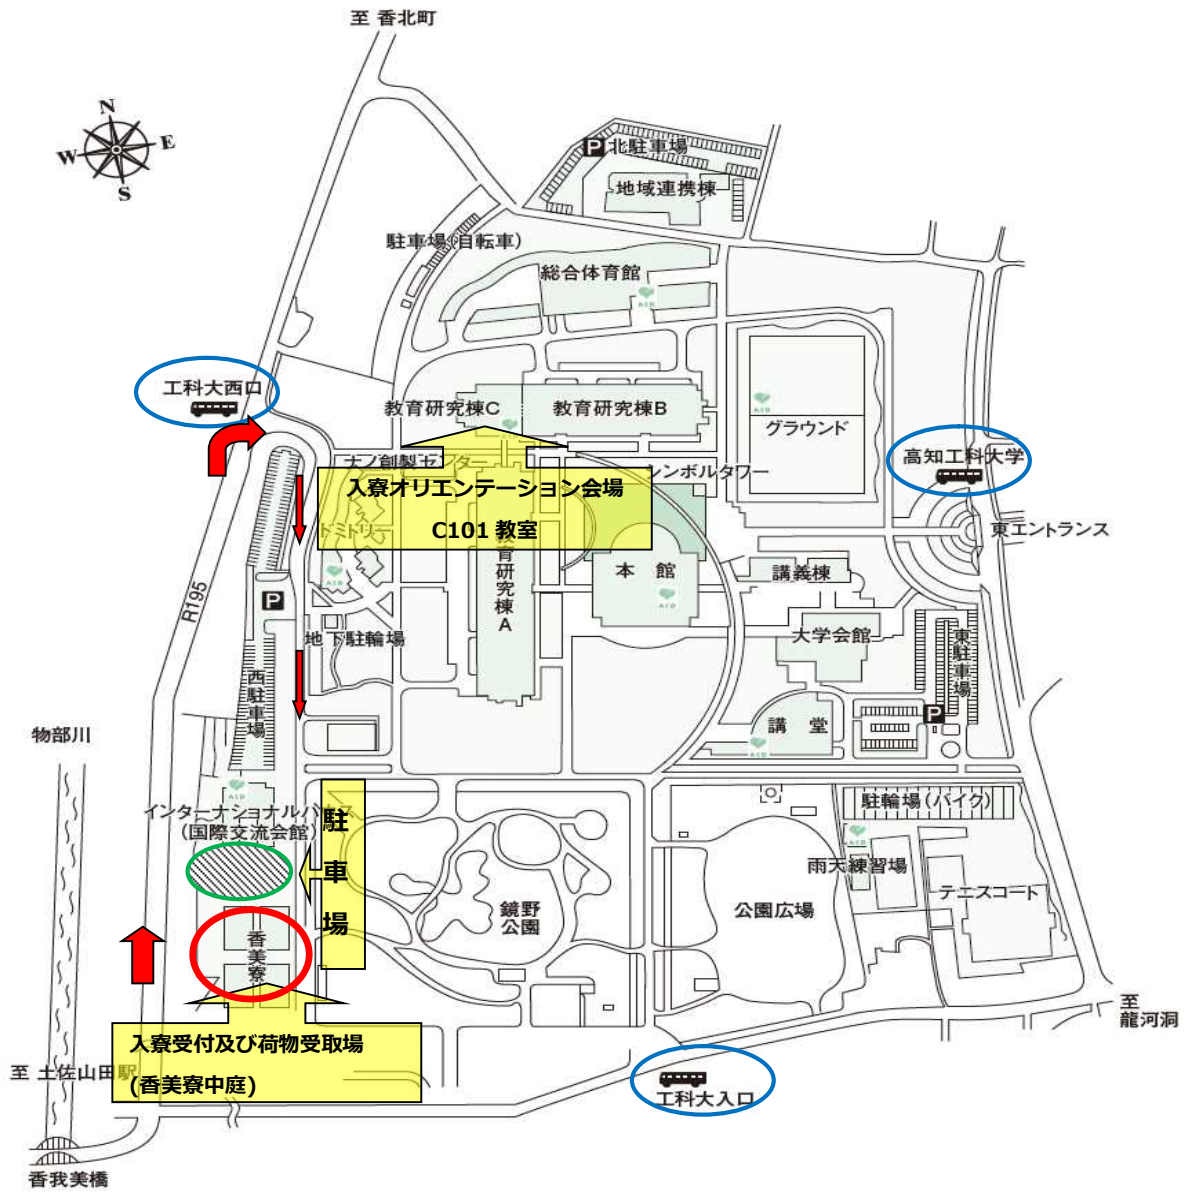 至 香北町
N
W
E
S
P 北駐車場
地域連携棟
駐車場(自転車)
総合体育館
AED
工科大西口
教育研究棟C
教育研究棟B
AED
AED
グラウンド
高知工科大学
ナノ創製センター
シンボルタワー
入寮オリエンテーション会場
C101 教室
ドミトリー
東エントランス
AED
教育研究棟A
本 館
AED
講義棟
R195
P
地下駐輪場
大学会館
西駐車場
東駐車場
P
講 堂
AED
物部川
AED
インターナショナルハウス
(国際交流会館)
駐車場
駐輪場(バイク)
AED
雨天練習場
テニスコート
鏡野
公園
公園広場
香美寮
至
龍河洞
入寮受付及び荷物受取場
(香美寮中庭)
至 土佐山田駅
工科大入口
香我美橋